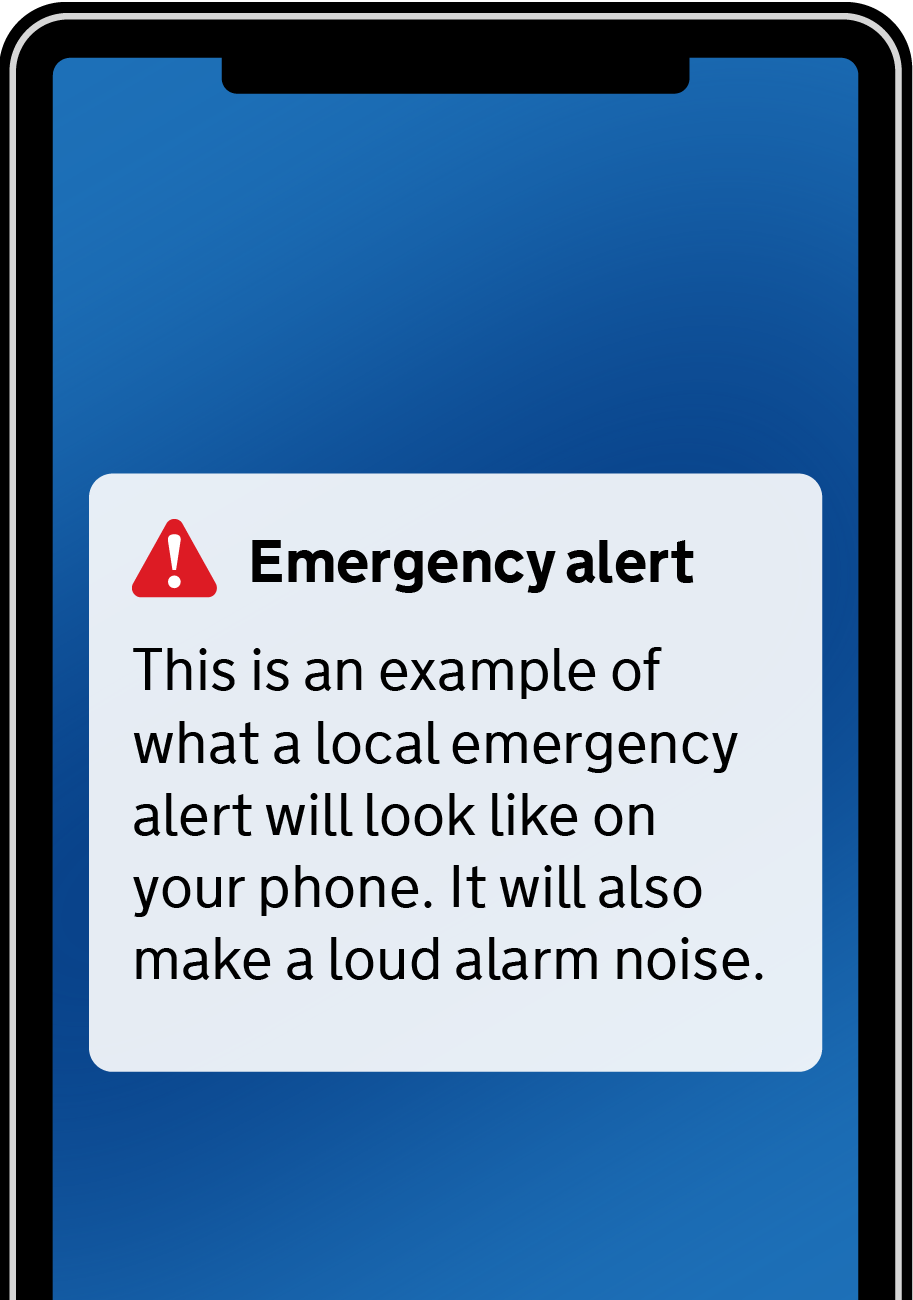 Emergency alert
This is an example of
what a local emergency
alert will look like on
your phone. It will also
make a loud alarm noise.